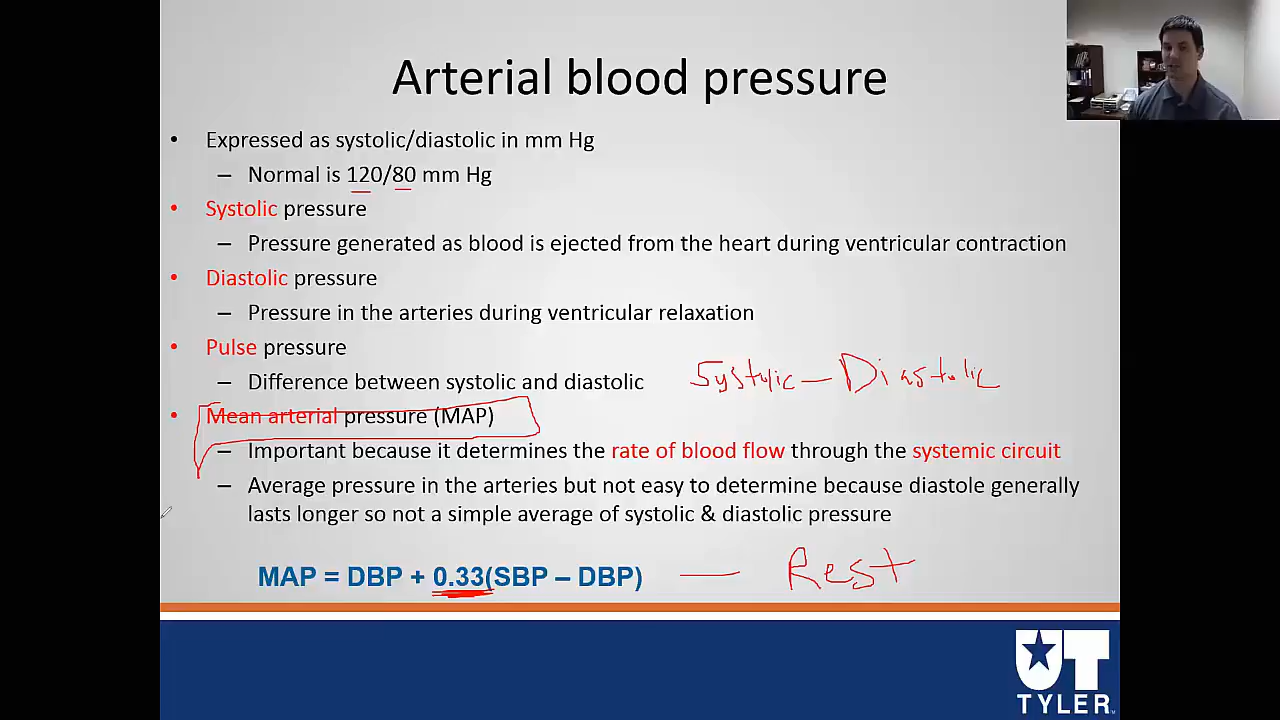 Arterial blood pressure
• Expressed as systolic/diastolic in mm Hg
– Normal is 120/80 mm Hg
• Systolic pressure
– Pressure generated as blood is ejected from the heart during ventricular contraction
• Diastolic pressure
– Pressure in the arteries during ventricular relaxation
• Pulse pressure
– Difference between systolic and diastolic
Systolic – Diastolic
• Mean arterial pressure (MAP)
– Important because it determines the rate of blood flow through the systemic circuit
– Average pressure in the arteries but not easy to determine because diastole generally
lasts longer so not a simple average of systolic & diastolic pressure
MAP = DBP + 0.33(SBP – DBP) — Rest
UT
TYLER